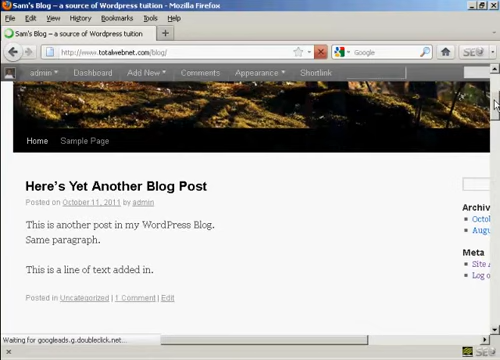 Sam's Blog – a source of Wordpress tuition - Mozilla Firefox
File Edit View History Bookmarks Tools Help
Sam's Blog – a source of Wordpress tuition
http://www.totalwebnet.com/blog/
Google
admin Dashboard Add New Comments Appearance Shortlink
Home Sample Page
Here's Yet Another Blog Post
Posted on October 11, 2011 by admin
This is another post in my WordPress Blog.
Same paragraph.
This is a line of text added in.
Posted in Uncategorized | 1 Comment | Edit
Archiv
Octo
Augu
Meta
Site A
Log o
Waiting for googleads.g.doubleclick.net...